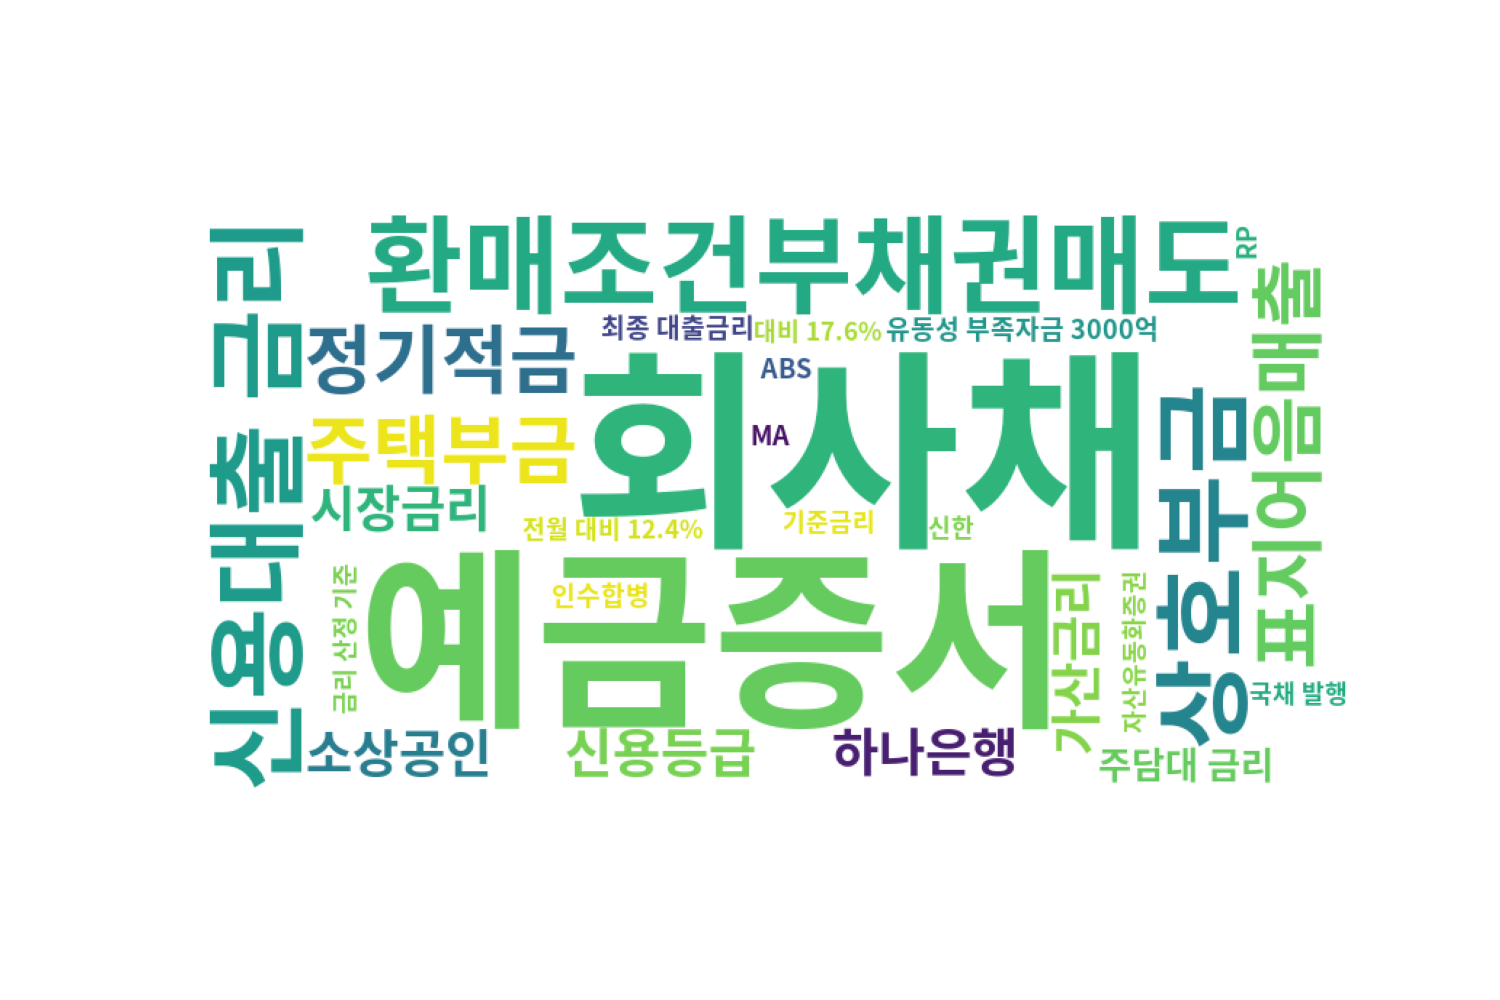 환매조건부채권매도
RP
신용대출 금리
정기적금
최종 대출금리
대비 17.6%
유동성 부족자금 3000억
표지어음매출
회사채
ABS
MA
주택부금
상호부금
시장금리
전월 대비 12.4%
기준금리
신한
예금증서
인수합병
금리 산정 기준
가산금리
자산유동화증권
국채 발행
소상공인
신용등급
하나은행
주담대 금리